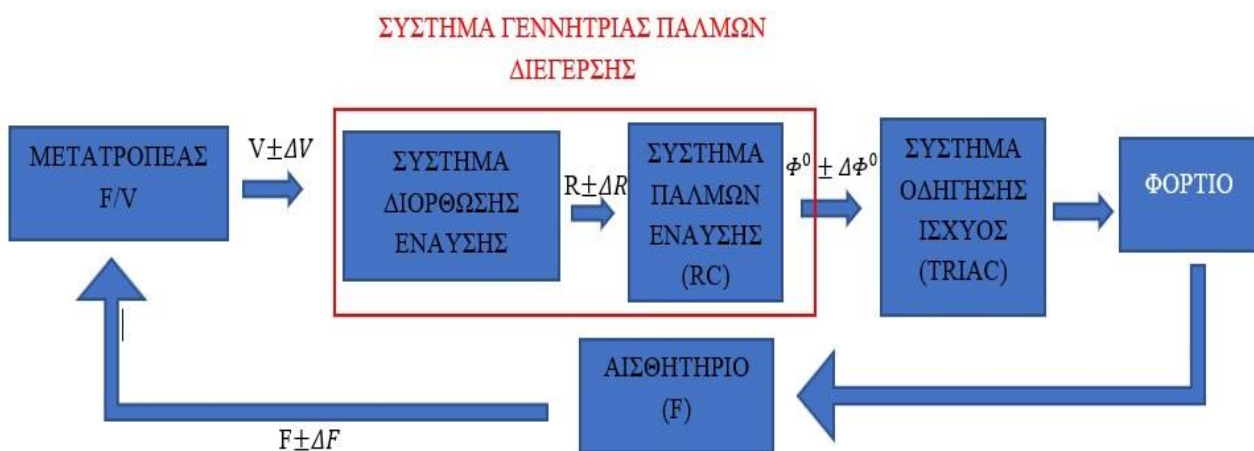 ΣΥΣΤΗΜΑ ΓΕΝΝΗΤΡΙΑΣ ΠΑΛΜΩΝ
ΔΙΕΓΕΡΣΗΣ
ΜΕΤΑΤΡΟΠΕΑΣ
F/V
V±ΔV
ΣΥΣΤΗΜΑ
ΔΙΟΡΘΩΣΗΣ
ΕΝΑΥΣΗΣ
R±ΔR
ΣΥΣΤΗΜΑ
ΠΑΛΜΩΝ
ΕΝΑΥΣΗΣ
(RC)
Φ⁰ ± ΔΦ⁰
ΣΥΣΤΗΜΑ
ΟΔΗΓΗΣΗΣ
ΙΣΧΥΟΣ
(TRIAC)
ΦΟΡΤΙΟ
ΑΙΣΘΗΤΗΡΙΟ
(F)
F±ΔF